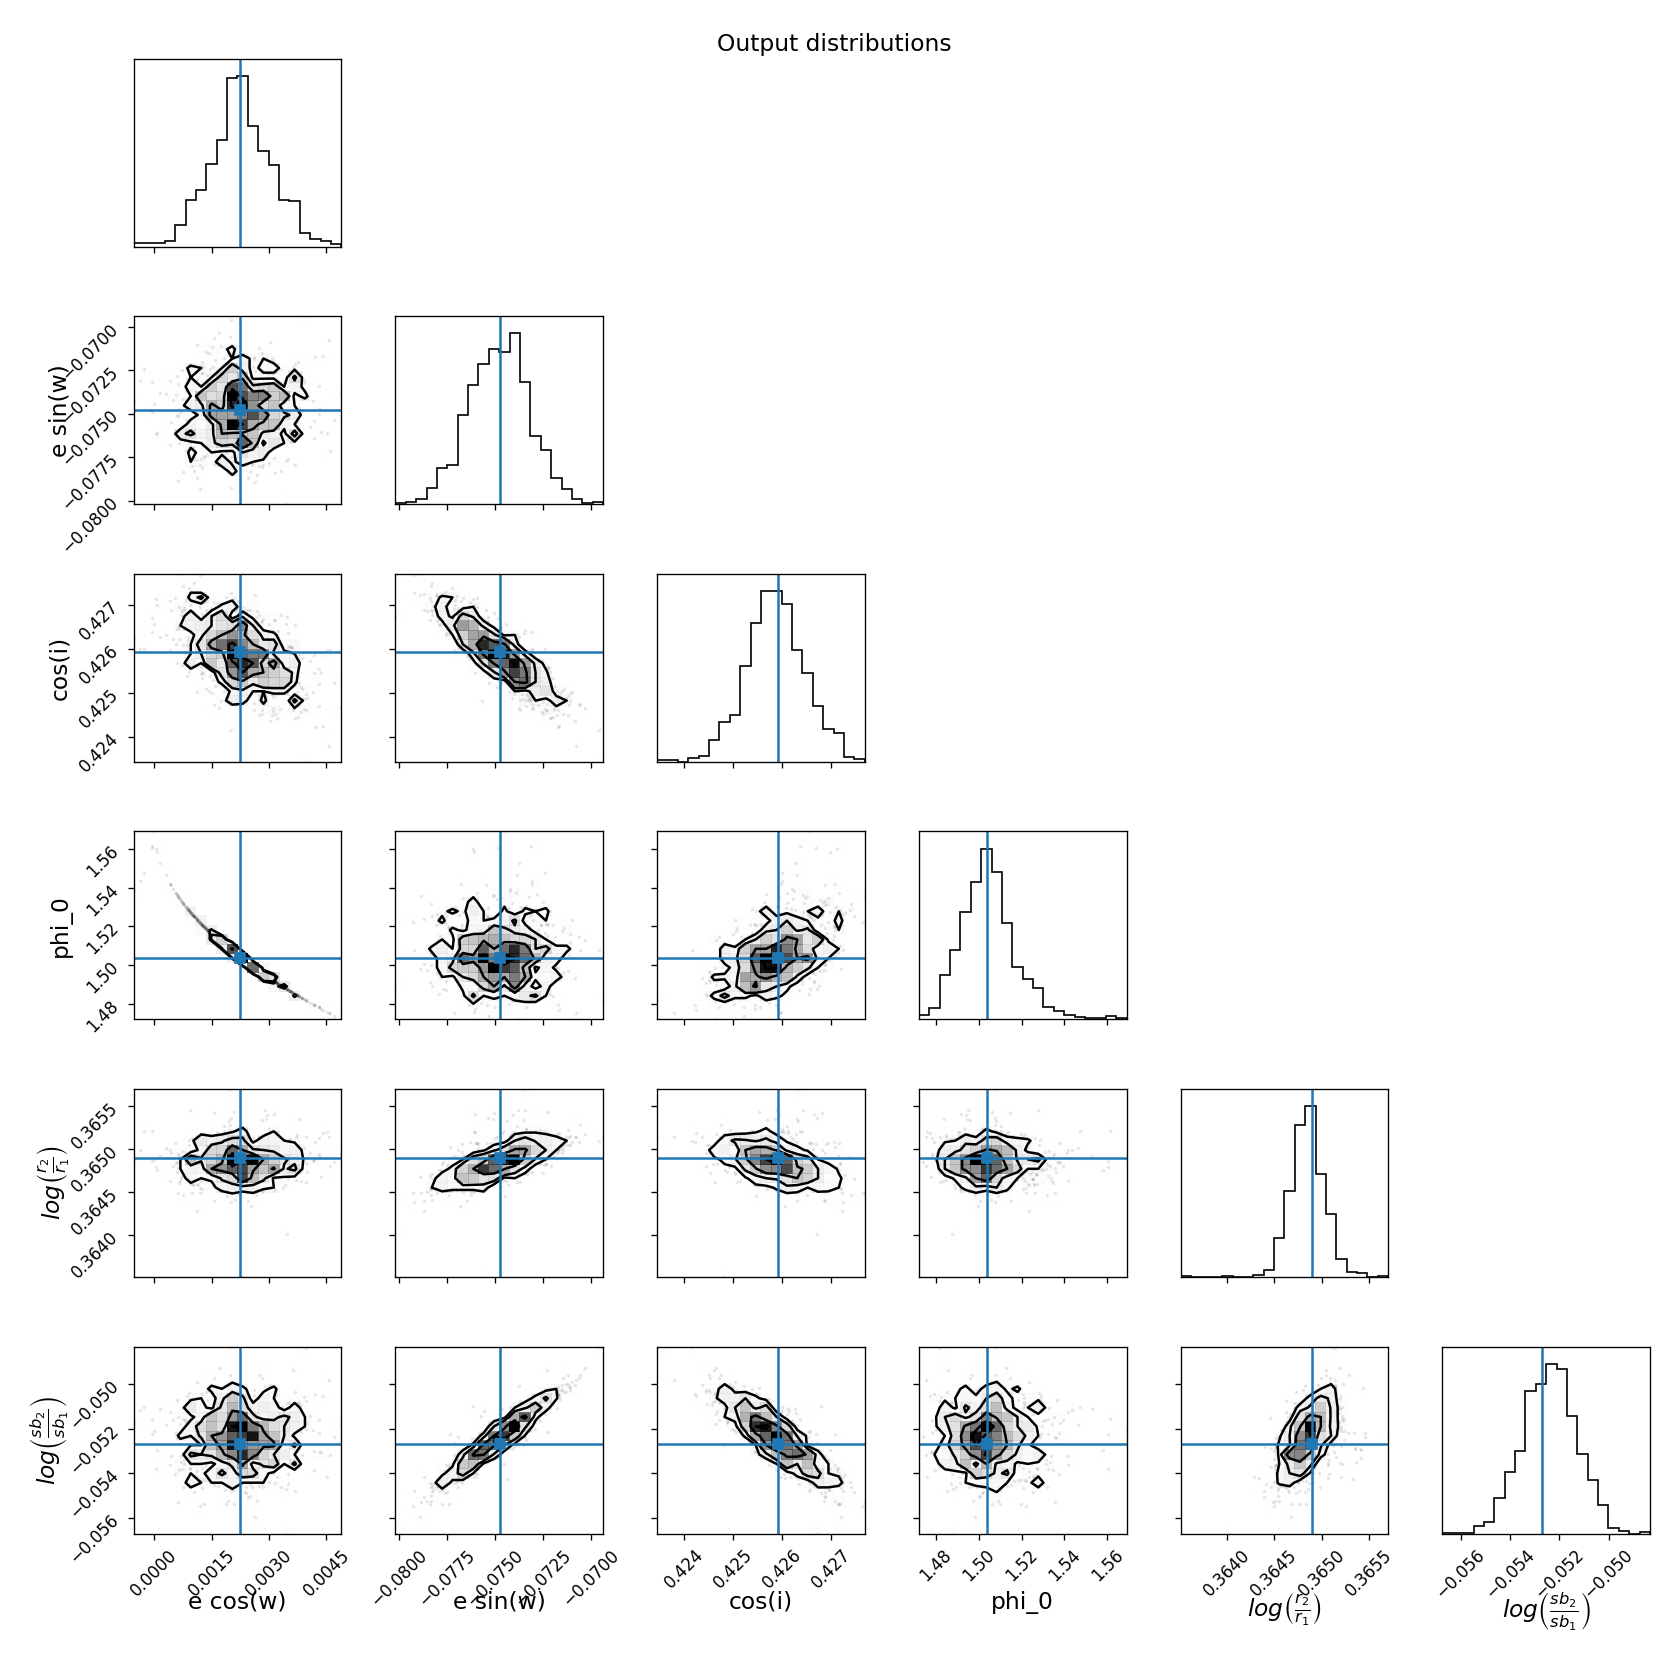 Output distributions
e sin(w)
−0.0700
−0.0725
−0.0750
−0.0775
−0.0800
cos(i)
0.427
0.426
0.425
0.424
phi_0
1.56
1.54
1.52
1.50
1.48
log(r2/r1)
0.3655
0.3650
0.3645
0.3640
log(sb2/sb1)
−0.050
−0.052
−0.054
−0.056
0.0000 0.0015 0.0030 0.0045
e cos(w)
−0.0800 −0.0775 −0.0750 −0.0725 −0.0700
e sin(w)
0.424 0.425 0.426 0.427
cos(i)
1.48 1.50 1.52 1.54 1.56
phi_0
0.3640 0.3645 0.3650 0.3655
log(r2/r1)
−0.056 −0.054 −0.052 −0.050
log(sb2/sb1)